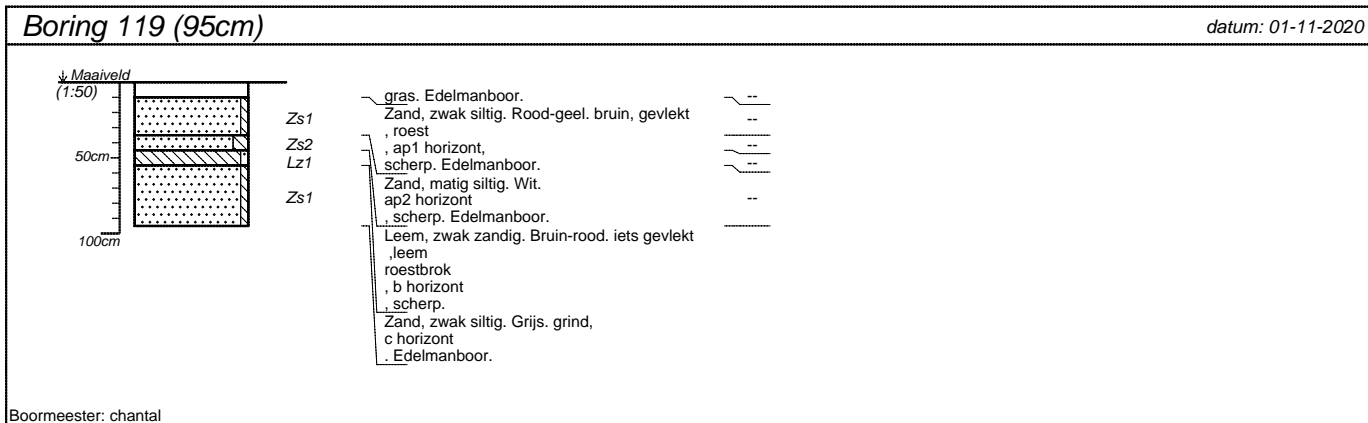 Boring 119 (95cm)
datum: 01-11-2020
Maaiveld
(1:50)
50cm
100cm
Zs1
Zs2
Lz1
Zs1
gras. Edelmanboor.
Zand, zwak siltig. Rood-geel. bruin, gevlekt
, roest
, ap1 horizont,
scherp. Edelmanboor.
Zand, matig siltig. Wit.
ap2 horizont
, scherp. Edelmanboor.
Leem, zwak zandig. Bruin-rood. iets gevlekt
,leem
roestbrok
, b horizont
, scherp.
Zand, zwak siltig. Grijs. grind,
c horizont
. Edelmanboor.
--
--
--
--
--
Boormeester: chantal